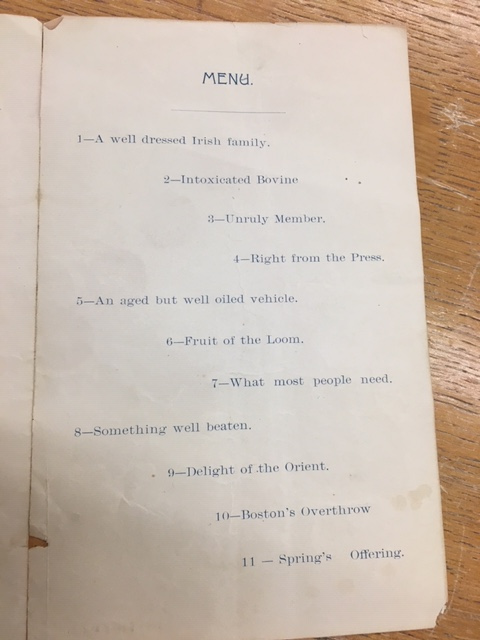 MENU.
1—A well dressed Irish family.
2—Intoxicated Bovine
3—Unruly Member.
4—Right from the Press.
5—An aged but well oiled vehicle.
6—Fruit of the Loom.
7—What most people need.
8—Something well beaten.
9—Delight of the Orient.
10—Boston's Overthrow
11 — Spring's Offering.